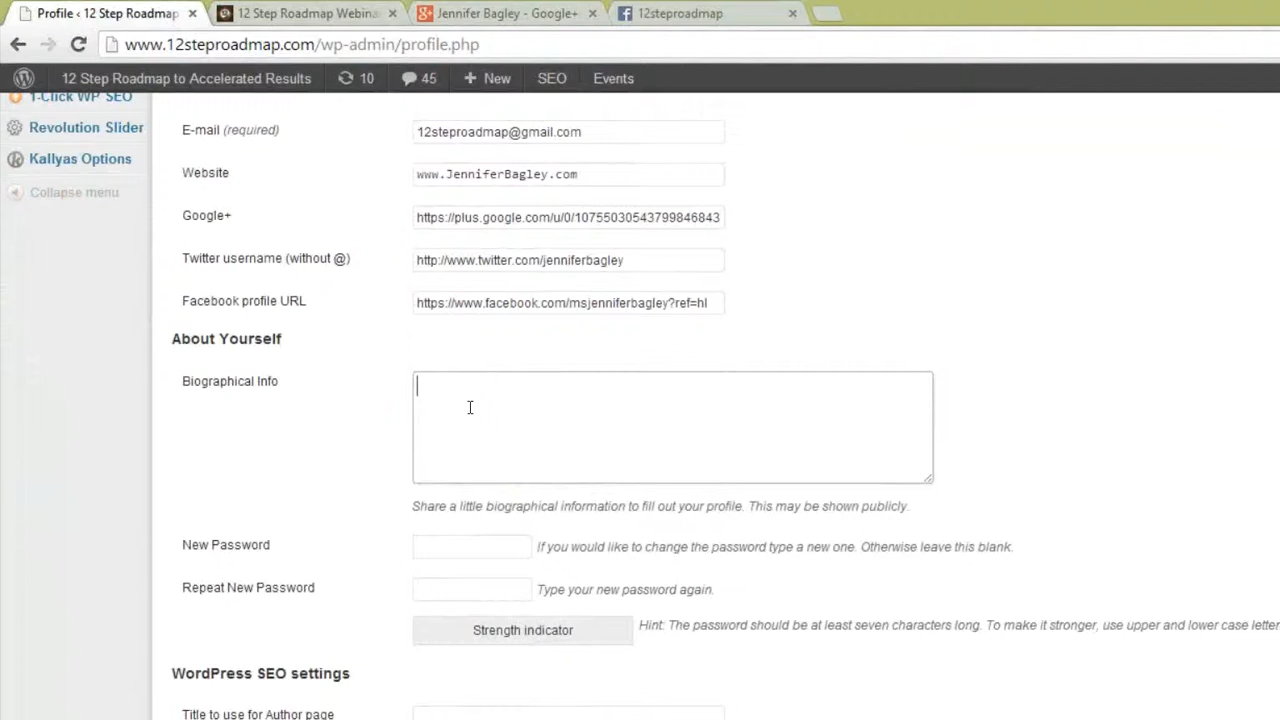 Profile ‹ 12 Step Roadmap
12 Step Roadmap Webina
Jennifer Bagley - Google+
12steproadmap
www.12steproadmap.com/wp-admin/profile.php
12 Step Roadmap to Accelerated Results
10
45
+ New
SEO
Events
1-Click WP SEO
Revolution Slider
Kallyas Options
Collapse menu
E-mail (required)
12steproadmap@gmail.com
Website
www.JenniferBagley.com
Google+
https://plus.google.com/u/0/10755030543799846843
Twitter username (without @)
http://www.twitter.com/jenniferbagley
Facebook profile URL
https://www.facebook.com/msjenniferbagley?ref=hl
About Yourself
Biographical Info
Share a little biographical information to fill out your profile. This may be shown publicly.
New Password
If you would like to change the password type a new one. Otherwise leave this blank.
Repeat New Password
Type your new password again.
Strength indicator
Hint: The password should be at least seven characters long. To make it stronger, use upper and lower case letter
WordPress SEO settings
Title to use for Author page